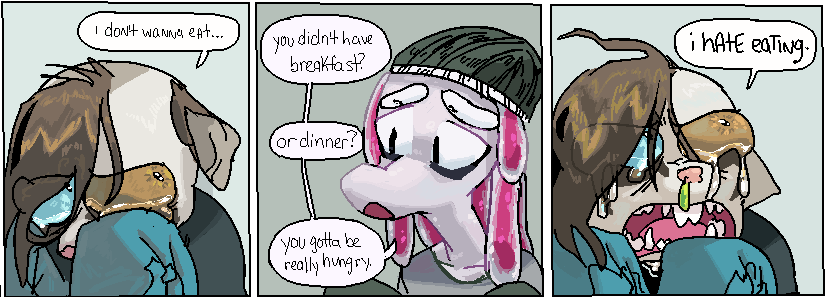 i don't wanna eat...
you didn't have
breakfast?
or dinner?
you gotta be
really hungry.
i hATE EATiNG.